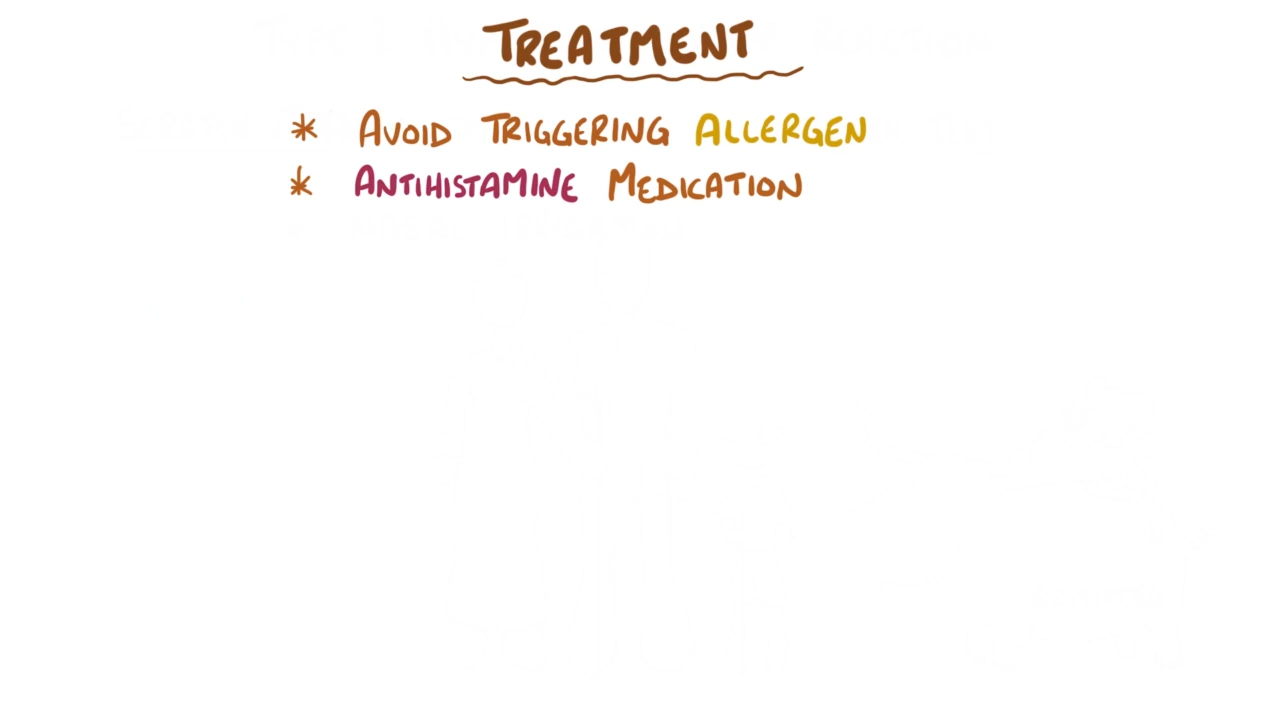 TREATMENT
* AVOID TRIGGERING ALLERGEN
* ANTIHISTAMINE MEDICATION